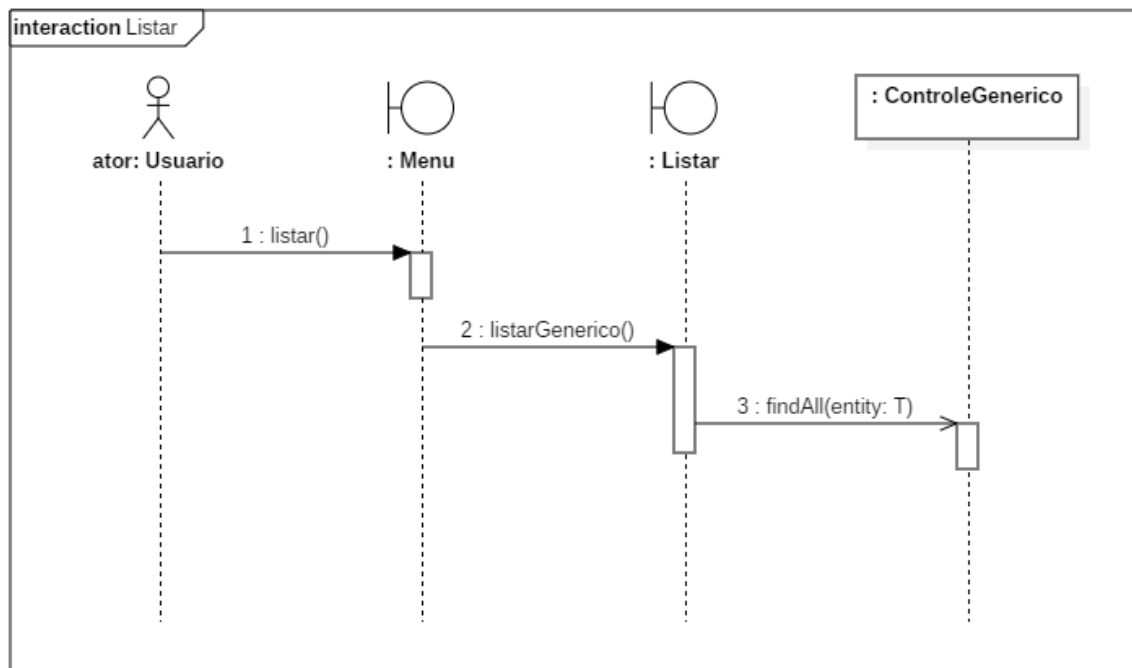 interaction Listar
ator: Usuario
: Menu
: Listar
: ControleGenerico
1 : listar()
2 : listarGenerico()
3 : findAll(entity: T)